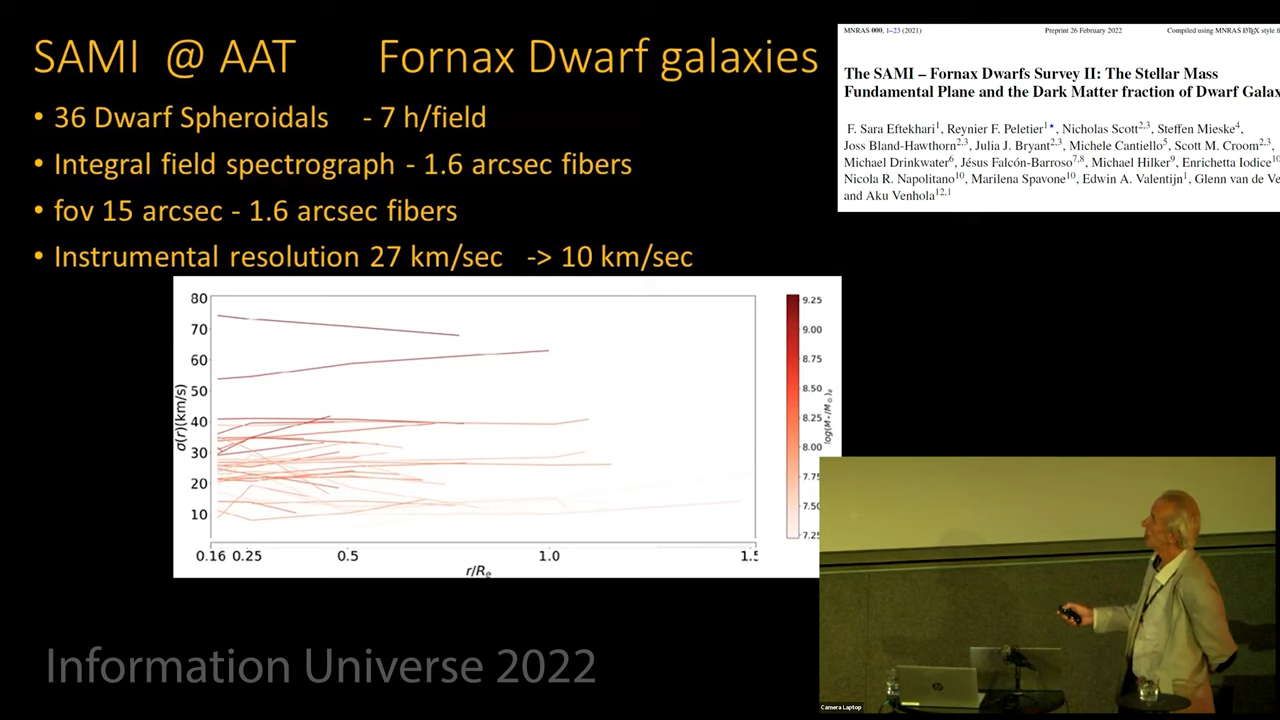 SAMI @ AAT Fornax Dwarf galaxies
• 36 Dwarf Spheroidals - 7 h/field
• Integral field spectrograph - 1.6 arcsec fibers
• fov 15 arcsec - 1.6 arcsec fibers
• Instrumental resolution 27 km/sec -> 10 km/sec
MNRAS 000, 1–23 (2021) Preprint 26 February 2022 Compiled using MNRAS LATEX style fi
The SAMI – Fornax Dwarfs Survey II: The Stellar Mass
Fundamental Plane and the Dark Matter fraction of Dwarf Galax
F. Sara Eftekhari1, Reynier F. Peletier1★, Nicholas Scott2,3, Steffen Mieske4,
Joss Bland-Hawthorn2,3, Julia J. Bryant2,3, Michele Cantiello5, Scott M. Croom2,3,
Michael Drinkwater6, Jésus Falcón-Barroso7,8, Michael Hilker9, Enrichetta Iodice10
Nicola R. Napolitano10, Marilena Spavone10, Edwin A. Valentijn1, Glenn van de Ve
and Aku Venhola12,1
σ(r)(km/s)
80
70
60
50
40
30
20
10
0.16 0.25 0.5 1.0 1.5
r/Re
9.25
9.00
8.75
8.50
8.25
8.00
7.75
7.50
7.25
log(M⋆/M⊙)e
Information Universe 2022
hp
Camera Laptop